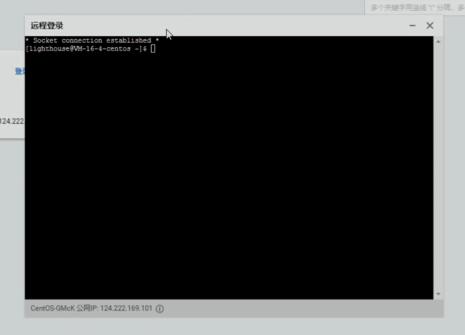 多个关键字用竖线"|"分隔，多
远程登录
* Socket connection established *
[lighthouse@VM-16-4-centos ~]$
登录
124.222
CentOS-GMcK 公网IP: 124.222.169.101